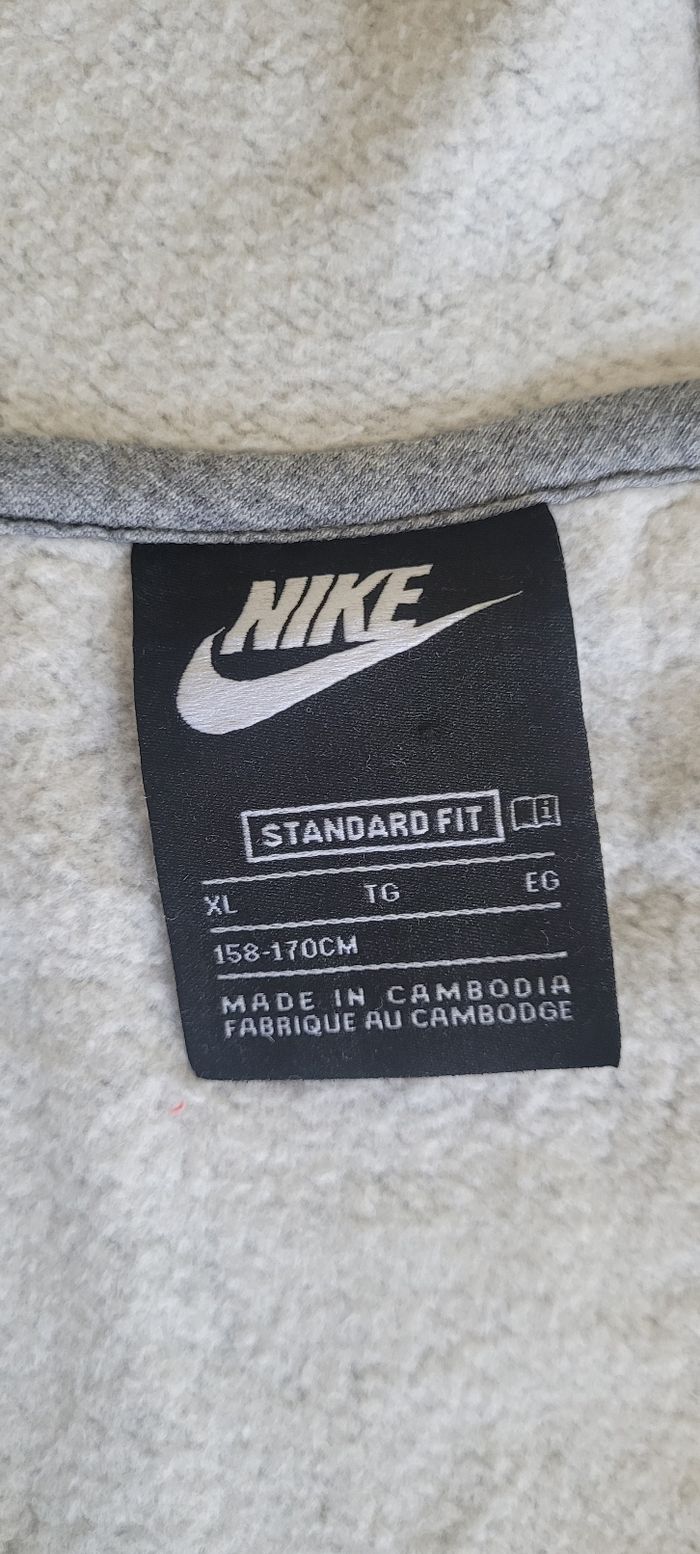 NIKE
STANDARD FIT
XL TG EG
158-170CM
MADE IN CAMBODIA
FABRIQUE AU CAMBODGE